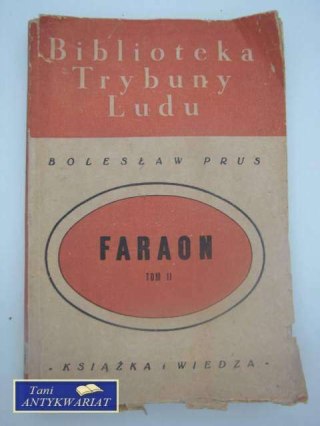 Biblioteka
Trybuny
Ludu
BOLESŁAW PRUS
FARAON
TOM II
- KSIĄŻKA i WIEDZA -
Tani
ANTYKWARIAT